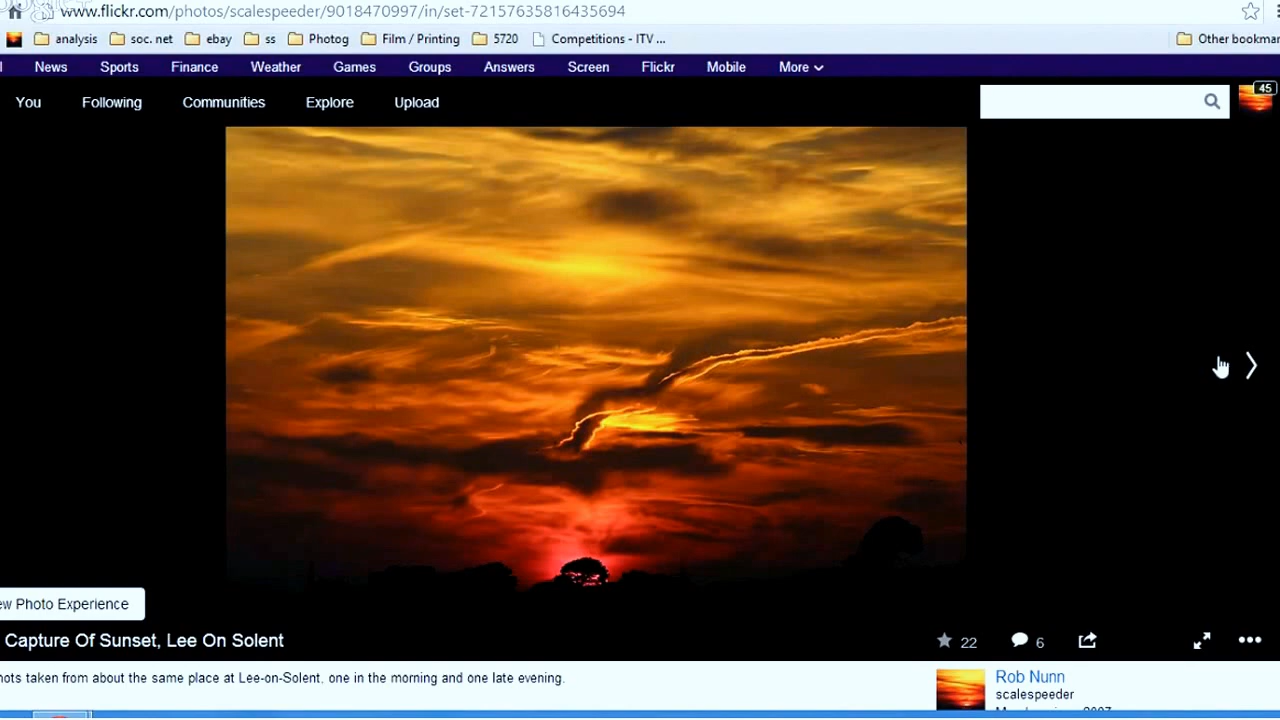 www.flickr.com/photos/scalespeeder/9018470997/in/set-72157635816435694
analysis soc. net ebay ss Photog Film / Printing 5720 Competitions - ITV ... Other bookmar
News Sports Finance Weather Games Groups Answers Screen Flickr Mobile More
You Following Communities Explore Upload
45
ew Photo Experience
Capture Of Sunset, Lee On Solent 22 6
hots taken from about the same place at Lee-on-Solent, one in the morning and one late evening.
Rob Nunn
scalespeeder